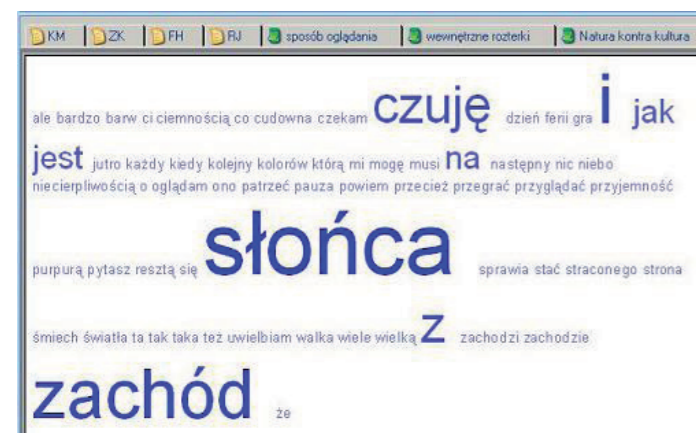 KM ZK FH RJ sposób oglądania wewnętrzne rozterki Natura kontra kultura
ale bardzo barw ci ciemnością co cudowna czekam czuję dzień ferii gra i jak
jest jutro każdy kiedy kolejny kolorów którą mi mogę musi na następny nic niebo
niecierpliwością o oglądam ono patrzeć pauza powiem przecież przegrać przyglądać przyjemność
purpurą pytasz resztą się słońca sprawia stać straconego strona
śmiech światła ta tak taka też uwielbiam walka wiele wielką z zachodzi zachodzie
zachód że